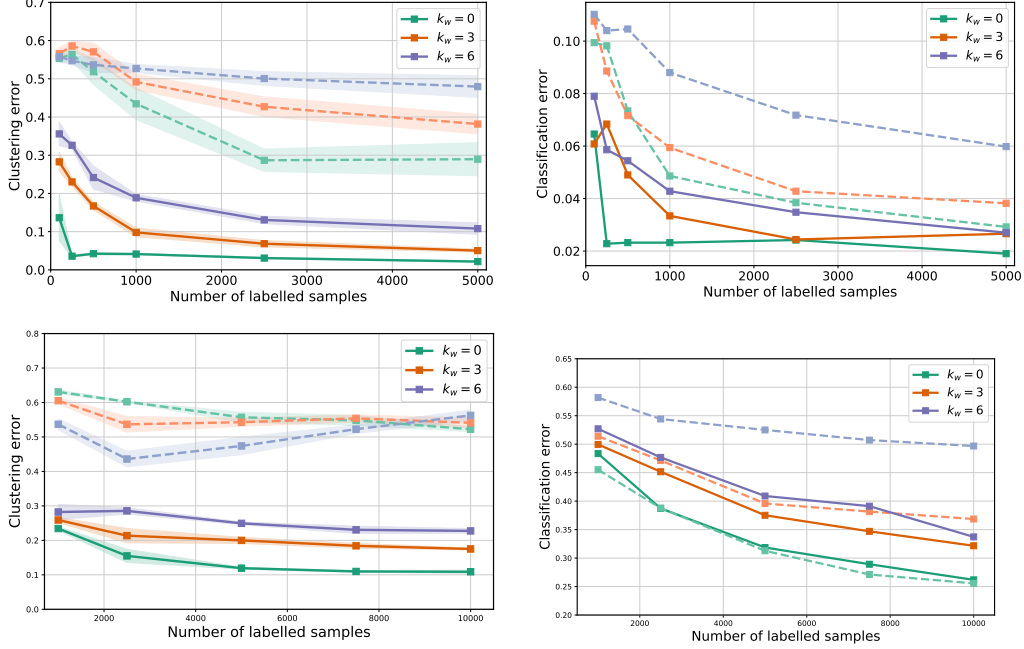 0.7
0.6
0.5
0.4
0.3
0.2
0.1
0.0
Clustering error
k_w = 0
k_w = 3
k_w = 6
0 1000 2000 3000 4000 5000
Number of labelled samples
0.10
0.08
0.06
0.04
0.02
Classification error
k_w = 0
k_w = 3
k_w = 6
0 1000 2000 3000 4000 5000
Number of labelled samples
0.8
0.7
0.6
0.5
0.4
0.3
0.2
0.1
0.0
Clustering error
k_w = 0
k_w = 3
k_w = 6
2000 4000 6000 8000 10000
Number of labelled samples
0.65
0.60
0.55
0.50
0.45
0.40
0.35
0.30
0.25
0.20
Classification error
k_w = 0
k_w = 3
k_w = 6
2000 4000 6000 8000 10000
Number of labelled samples